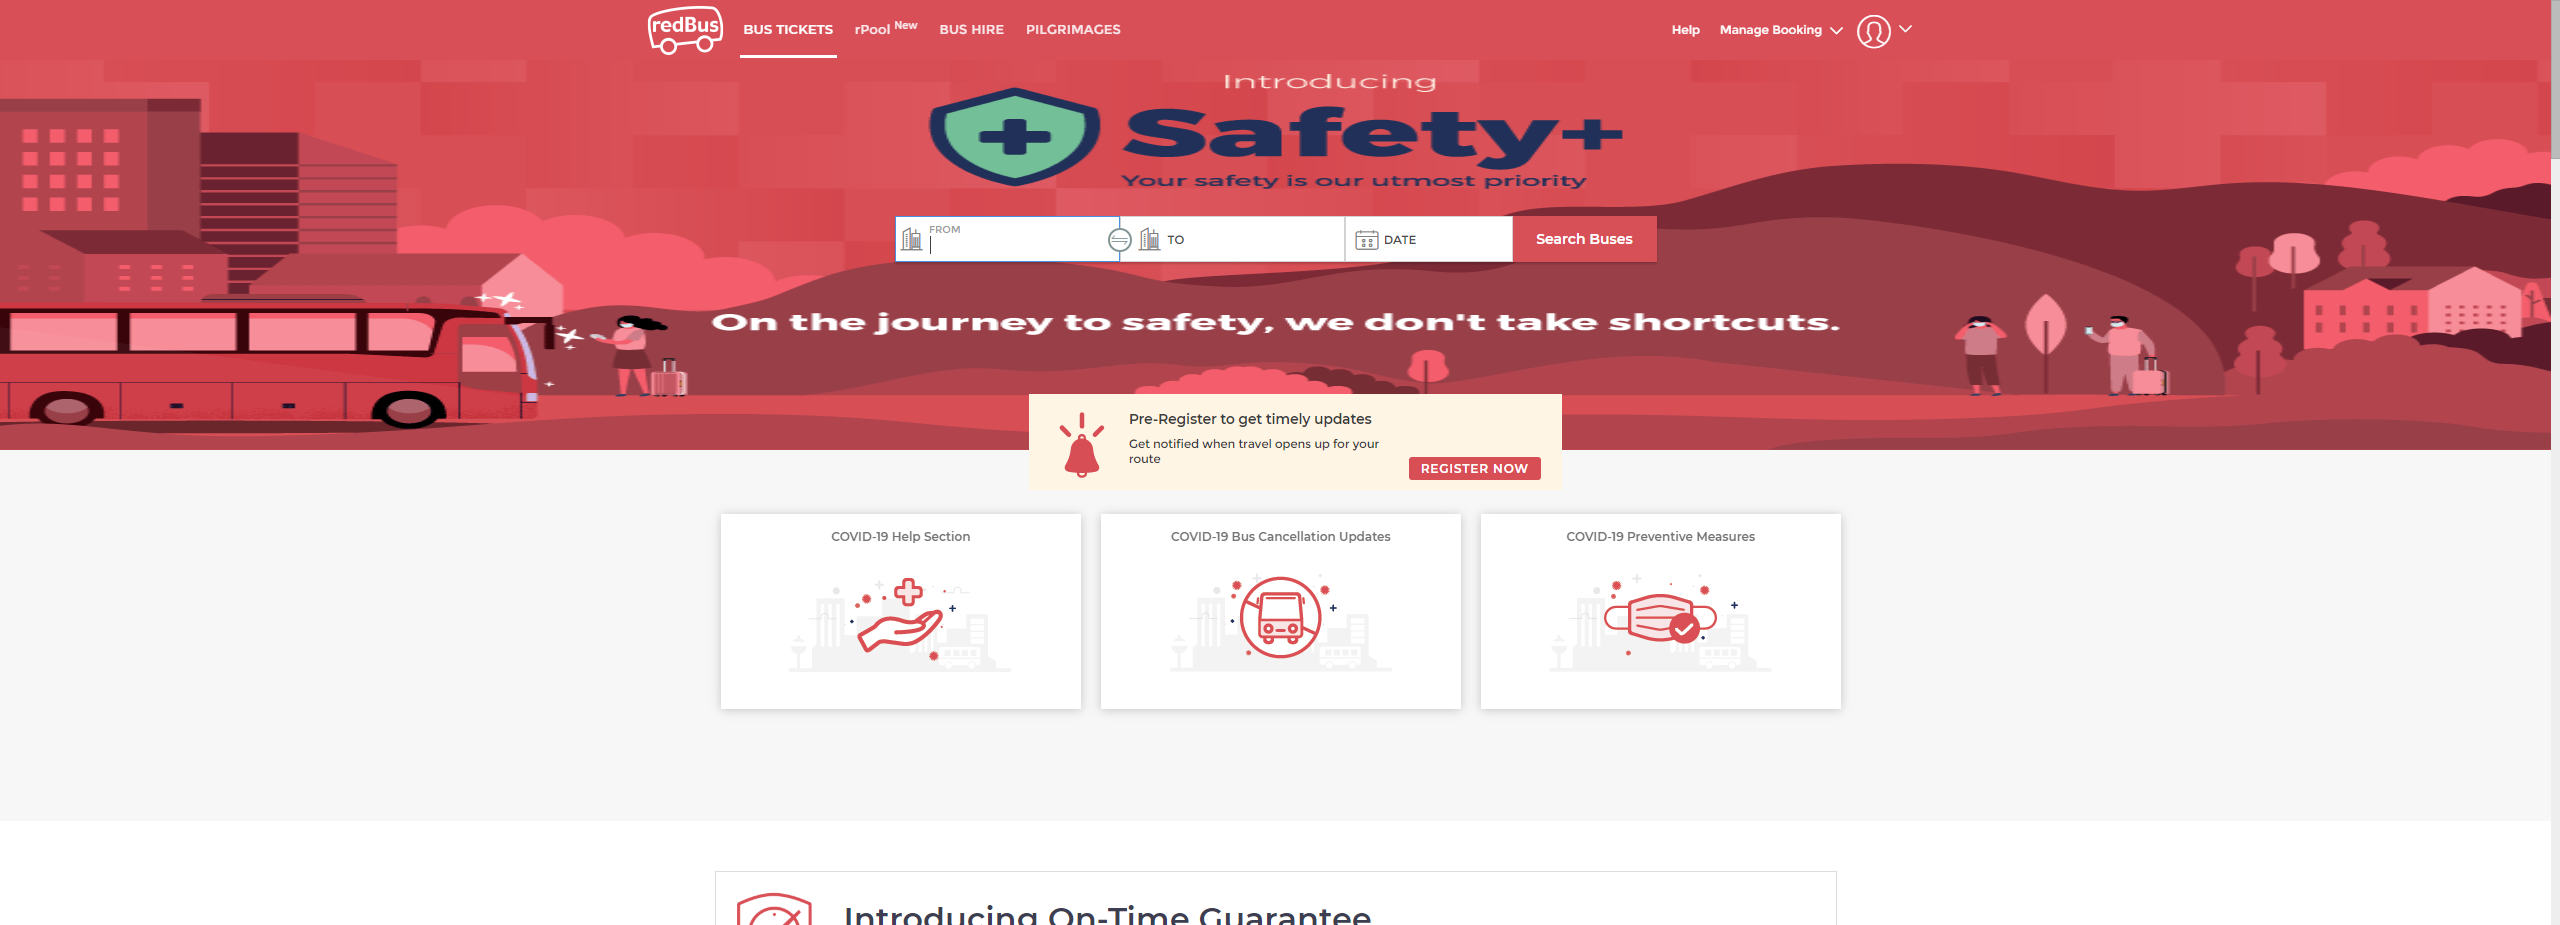 redBus
BUS TICKETS
rPool New
BUS HIRE
PILGRIMAGES
Help
Manage Booking
Introducing
Safety+
Your safety is our utmost priority
FROM
TO
DATE
Search Buses
On the journey to safety, we don't take shortcuts.
Pre-Register to get timely updates
Get notified when travel opens up for your
route
REGISTER NOW
COVID-19 Help Section
COVID-19 Bus Cancellation Updates
COVID-19 Preventive Measures
Introducing On-Time Guarantee